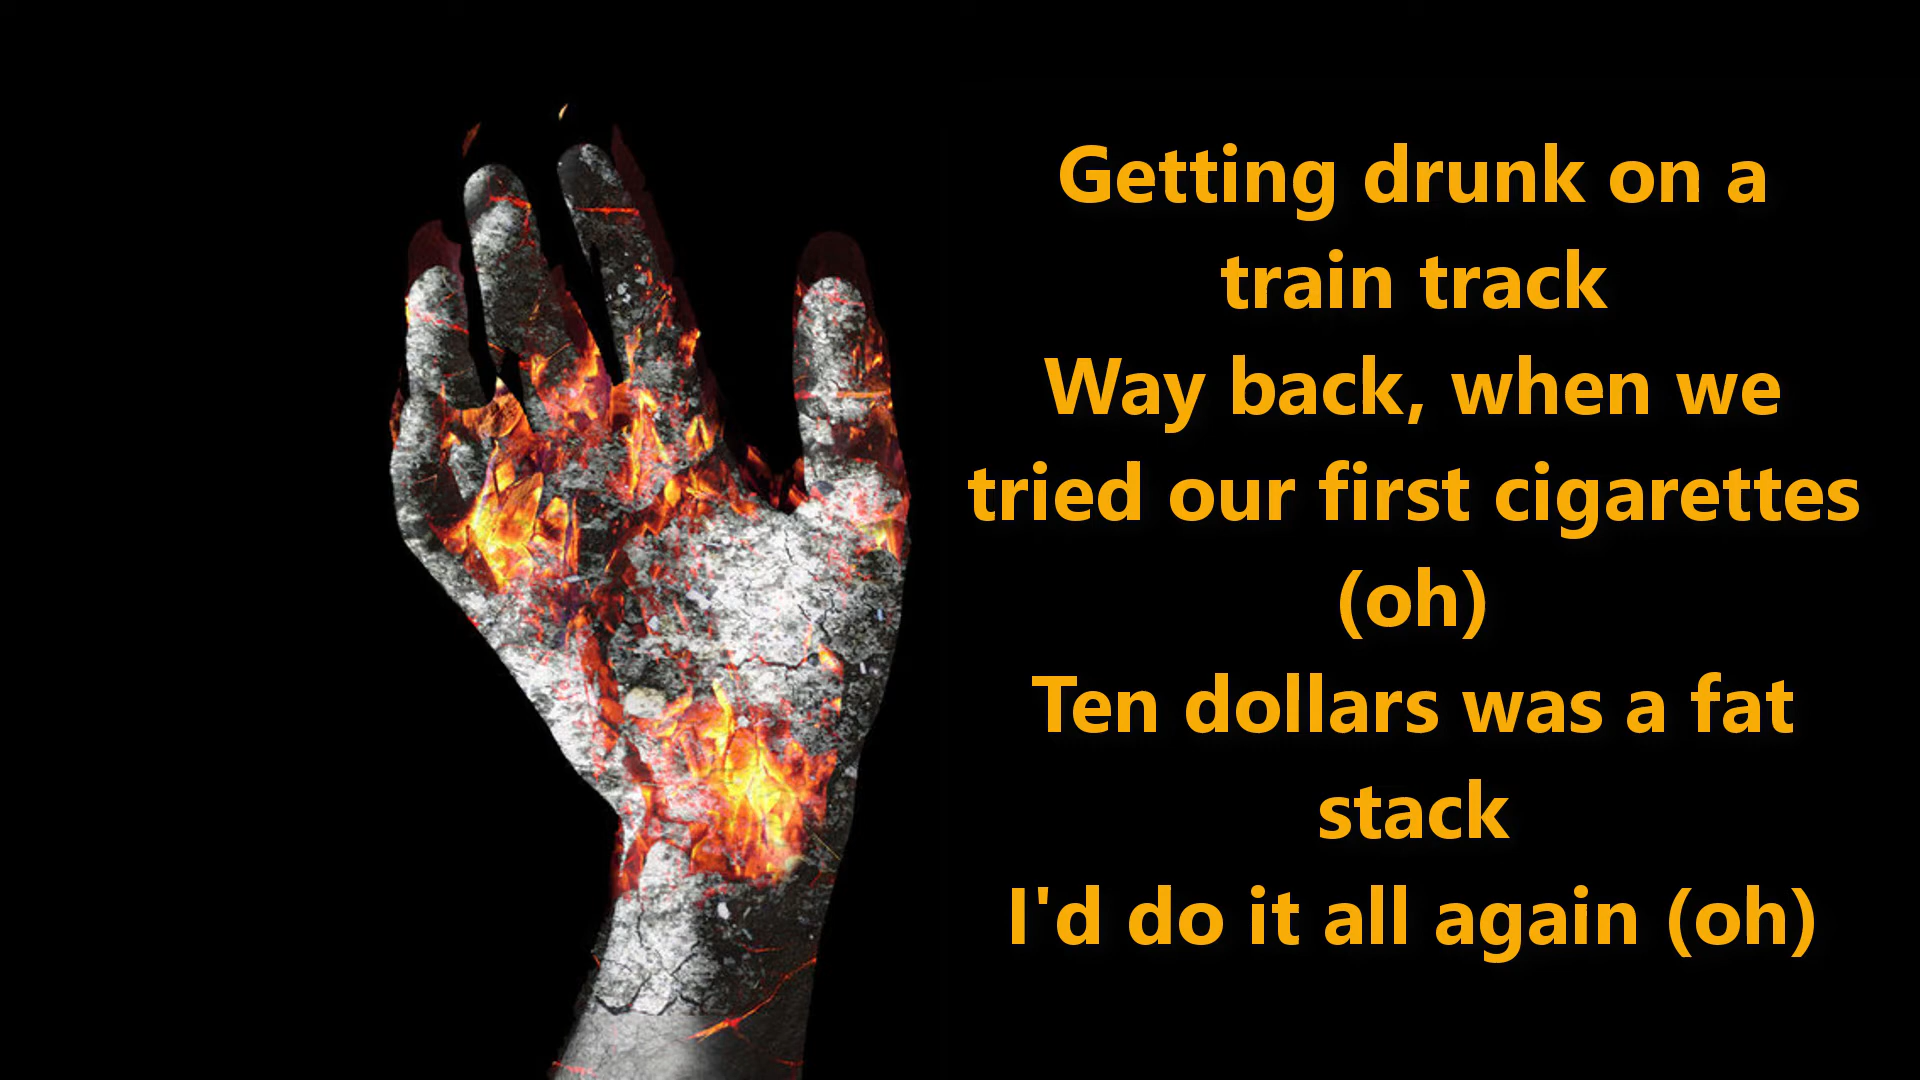 Getting drunk on a
train track
Way back, when we
tried our first cigarettes
(oh)
Ten dollars was a fat
stack
I'd do it all again (oh)